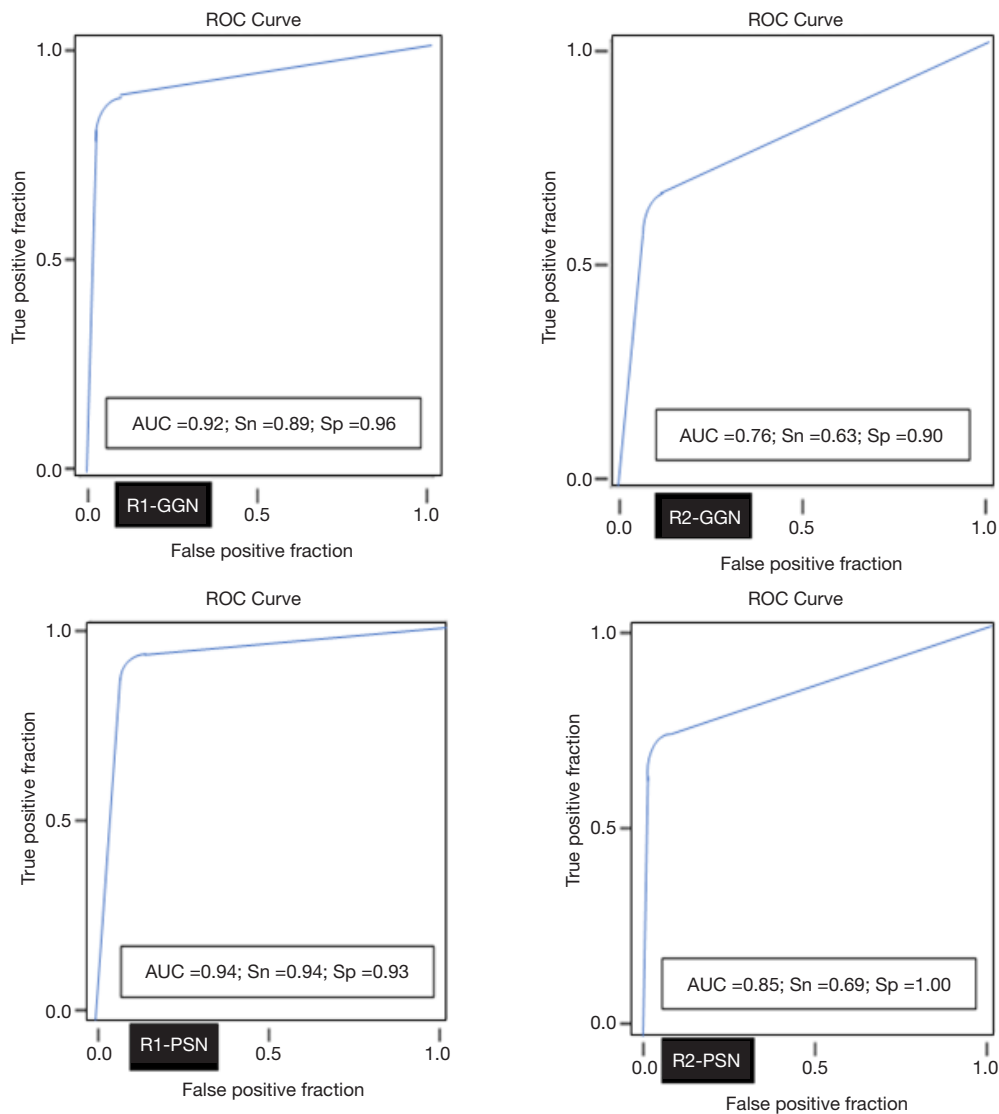 ROC Curve
1.0
0.5
0.0
True positive fraction
AUC =0.92; Sn =0.89; Sp =0.96
0.0
R1-GGN
0.5
1.0
False positive fraction
ROC Curve
1.0
0.5
0.0
True positive fraction
AUC =0.76; Sn =0.63; Sp =0.90
0.0
R2-GGN
0.5
1.0
False positive fraction
ROC Curve
1.0
0.5
0.0
True positive fraction
AUC =0.94; Sn =0.94; Sp =0.93
0.0
R1-PSN
0.5
1.0
False positive fraction
ROC Curve
1.0
0.5
0.0
True positive fraction
AUC =0.85; Sn =0.69; Sp =1.00
0.0
R2-PSN
0.5
1.0
False positive fraction